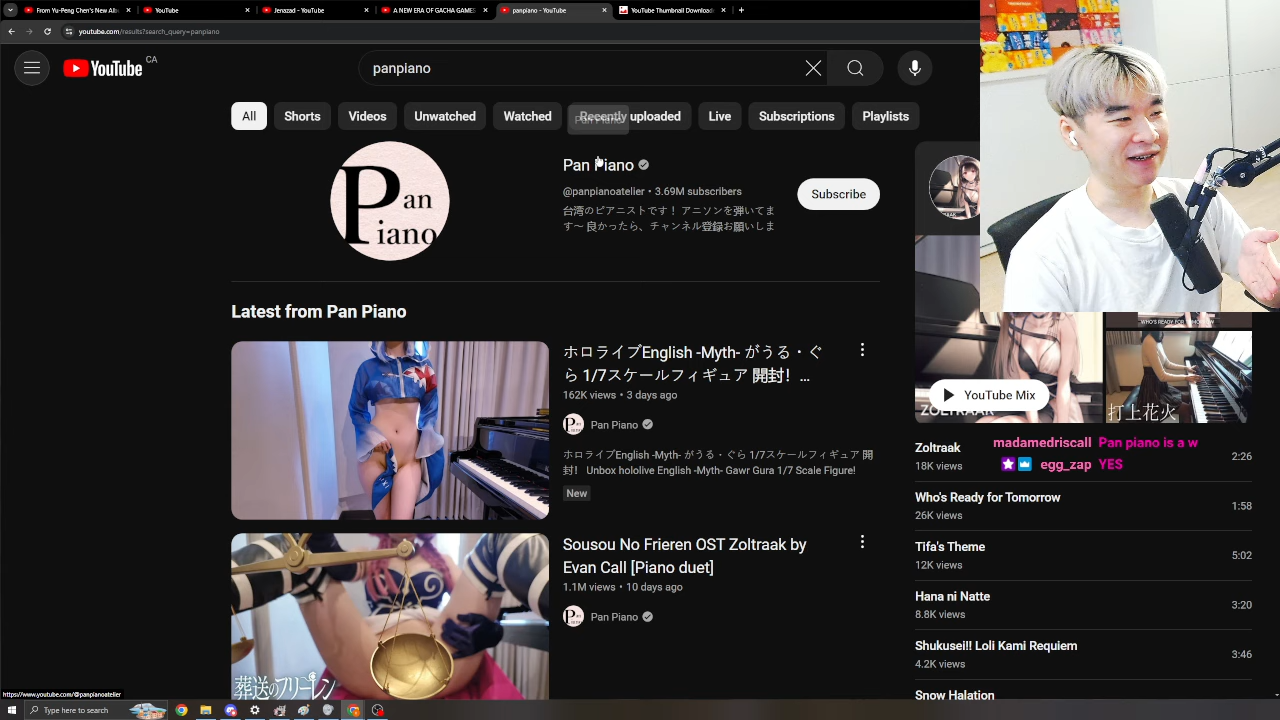 From Yu-Peng Chen's New Alb
YouTube
Jenazad - YouTube
A NEW ERA OF GACHA GAMES
panpiano - YouTube
YouTube Thumbnail Download
youtube.com/results?search_query=panpiano
YouTube CA
panpiano
All
Shorts
Videos
Unwatched
Watched
Recently uploaded
Live
Subscriptions
Playlists
Pan Piano
Pan Piano
@panpianoatelier • 3.69M subscribers
台湾のピアニストです！ アニソンを弾いてま
す～ 良かったら、チャンネル登録お願いしま
Subscribe
Latest from Pan Piano
ホロライブEnglish -Myth- がうる・ぐ
ら 1/7スケールフィギュア 開封！ ...
162K views • 3 days ago
Pan Piano
ホロライブEnglish -Myth- がうる・ぐら 1/7スケールフィギュア 開
封！ Unbox hololive English -Myth- Gawr Gura 1/7 Scale Figure!
New
Sousou No Frieren OST Zoltraak by
Evan Call [Piano duet]
1.1M views • 10 days ago
Pan Piano
葬送のフリーレン
WHO'S READY FOR TOMORROW
ZOLTRAAK
YouTube Mix
打上花火
Zoltraak
18K views
2:26
madamedriscall Pan piano is a w
egg_zap YES
Who's Ready for Tomorrow
26K views
1:58
Tifa's Theme
12K views
5:02
Hana ni Natte
8.8K views
3:20
Shukusei!! Loli Kami Requiem
4.2K views
3:46
Snow Halation
https://www.youtube.com/@panpianoatelier
Type here to search